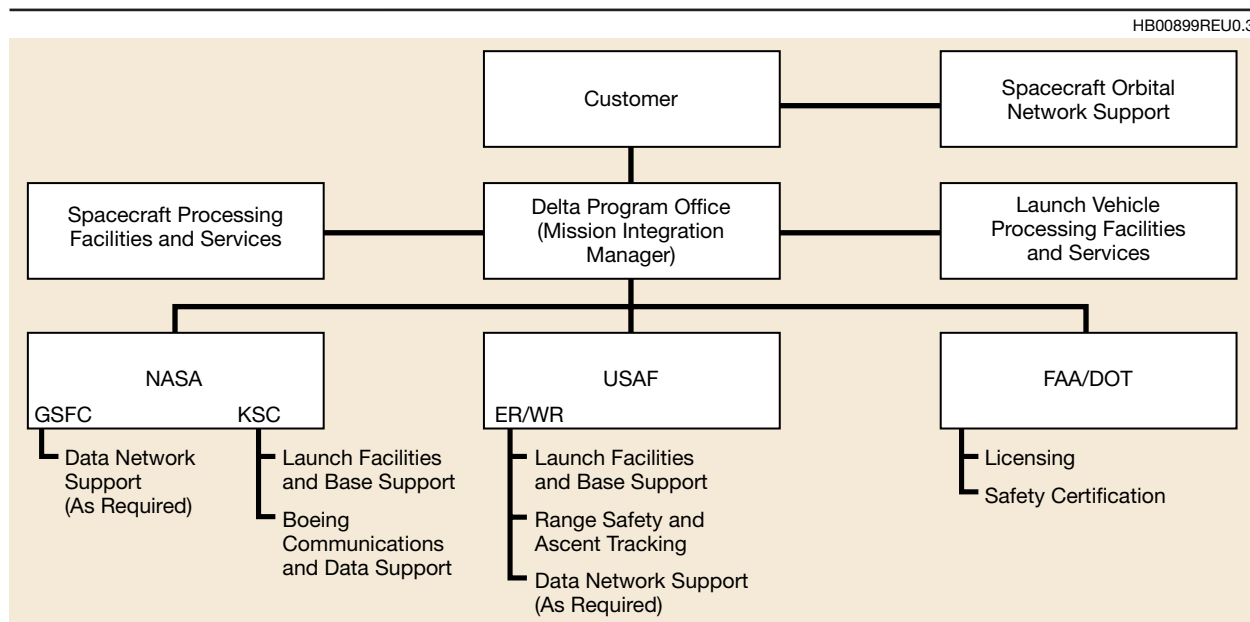 HB00899REU0.3
Customer
Spacecraft Orbital
Network Support
Spacecraft Processing
Facilities and Services
Delta Program Office
(Mission Integration
Manager)
Launch Vehicle
Processing Facilities
and Services
NASA
GSFC
KSC
Data Network
Support
(As Required)
Launch Facilities
and Base Support
Boeing
Communications
and Data Support
USAF
ER/WR
Launch Facilities
and Base Support
Range Safety and
Ascent Tracking
Data Network Support
(As Required)
FAA/DOT
Licensing
Safety Certification